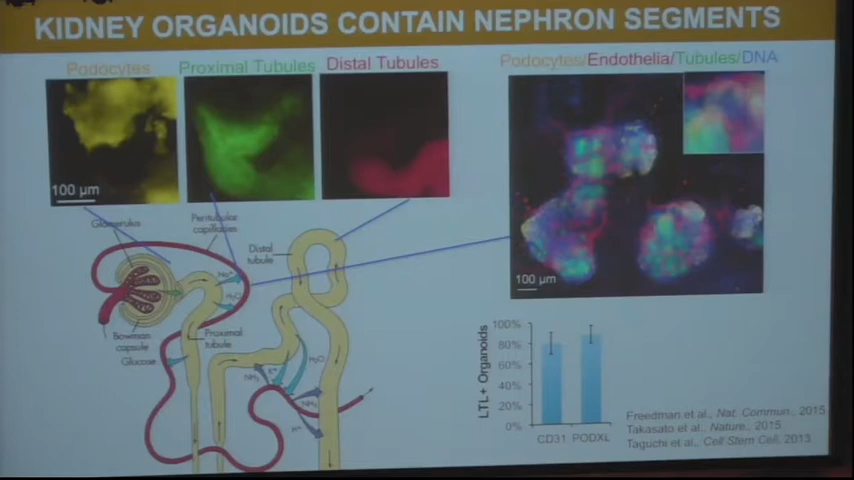 KIDNEY ORGANOIDS CONTAIN NEPHRON SEGMENTS
Podocytes
Proximal Tubules
Distal Tubules
Podocytes/Endothelia/Tubules/DNA
100 μm
100 μm
Glomerulus
Peritubular
capillaries
Distal
tubule
Na+
H₂O
Bowman
capsule
Proximal
tubule
Glucose
H₂O
K+
NH₃
NH₃
H+
LTL+ Organoids
100%
80%
60%
40%
20%
0%
CD31 PODXL
Freedman et al., Nat. Commun., 2015
Takasato et al., Nature., 2015
Taguchi et al., Cell Stem Cell, 2013